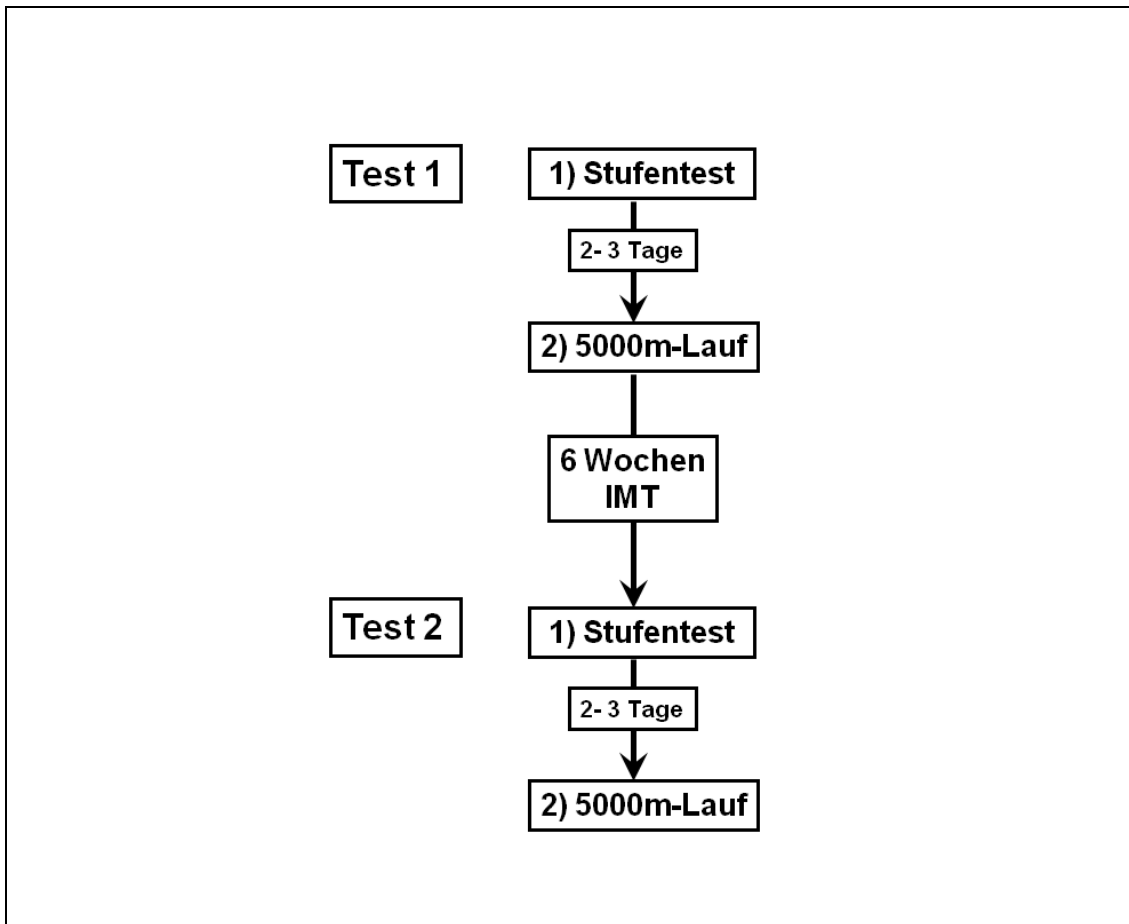 Test 1
1) Stufentest
2- 3 Tage
2) 5000m-Lauf
6 Wochen
IMT
Test 2
1) Stufentest
2- 3 Tage
2) 5000m-Lauf